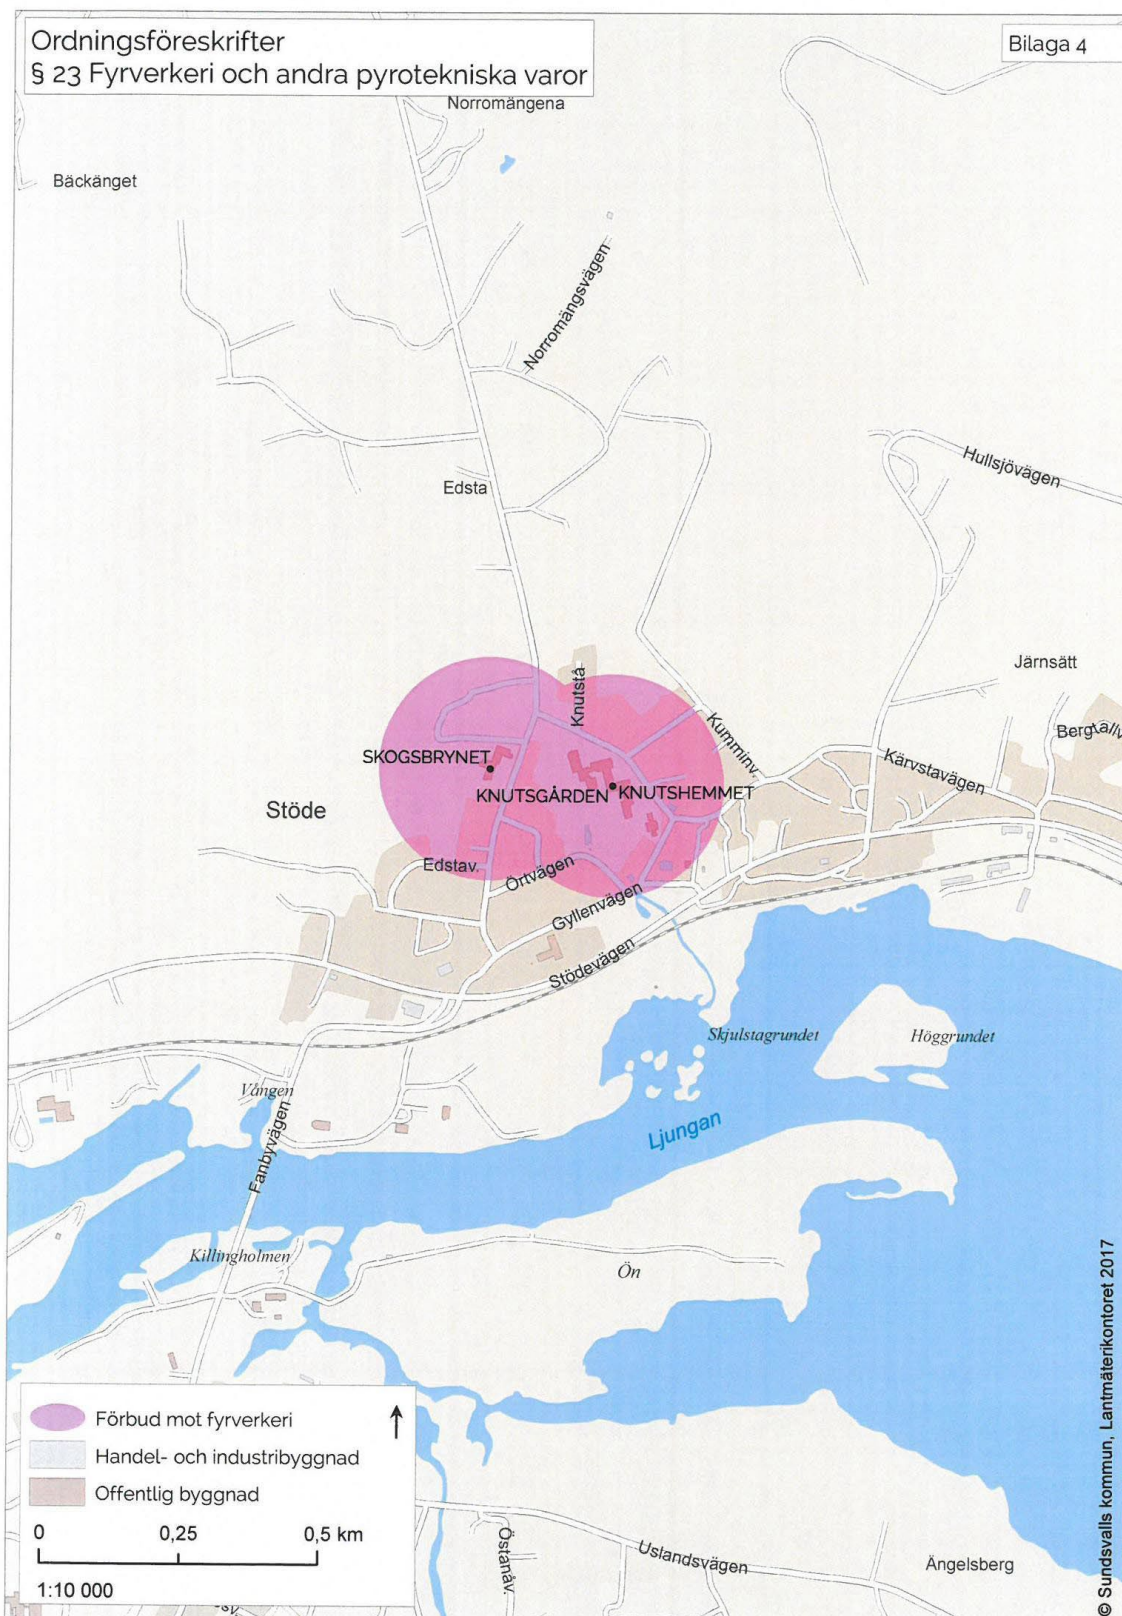 Ordningsföreskrifter
§ 23 Fyrverkeri och andra pyrotekniska varor
Bilaga 4
Norromängena
Bäckänget
Norromängsvägen
Edsta
Hullsjövägen
Järnsätt
Knutstå
Kumminv.
Kärvstavägen
SKOGSBRYNET
KNUTSGÅRDEN
KNUTSHEMMET
Stöde
Edstav.
Örtvägen
Gyllenvägen
Stödevägen
Skjulstagrundet
Höggrundet
Vången
Ljungan
Fanbyvägen
Killingholmen
Ön
Förbud mot fyrverkeri
Handel- och industribyggnad
Offentlig byggnad
0 0,25 0,5 km
1:10 000
Östanåv.
Uslandsvägen
Ängelsberg
© Sundsvalls kommun, Lantmäterikontoret 2017